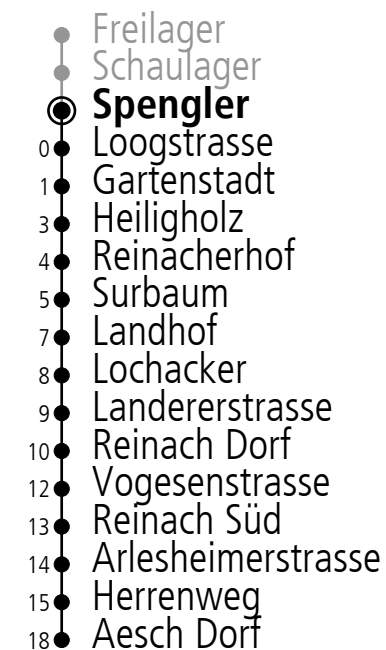 Freilager
Schaulager
Spengler
0 Loogstrasse
1 Gartenstadt
3 Heiligholz
4 Reinacherhof
5 Surbaum
7 Landhof
8 Lochacker
9 Landererstrasse
10 Reinach Dorf
12 Vogesenstrasse
13 Reinach Süd
14 Arlesheimerstrasse
15 Herrenweg
18 Aesch Dorf